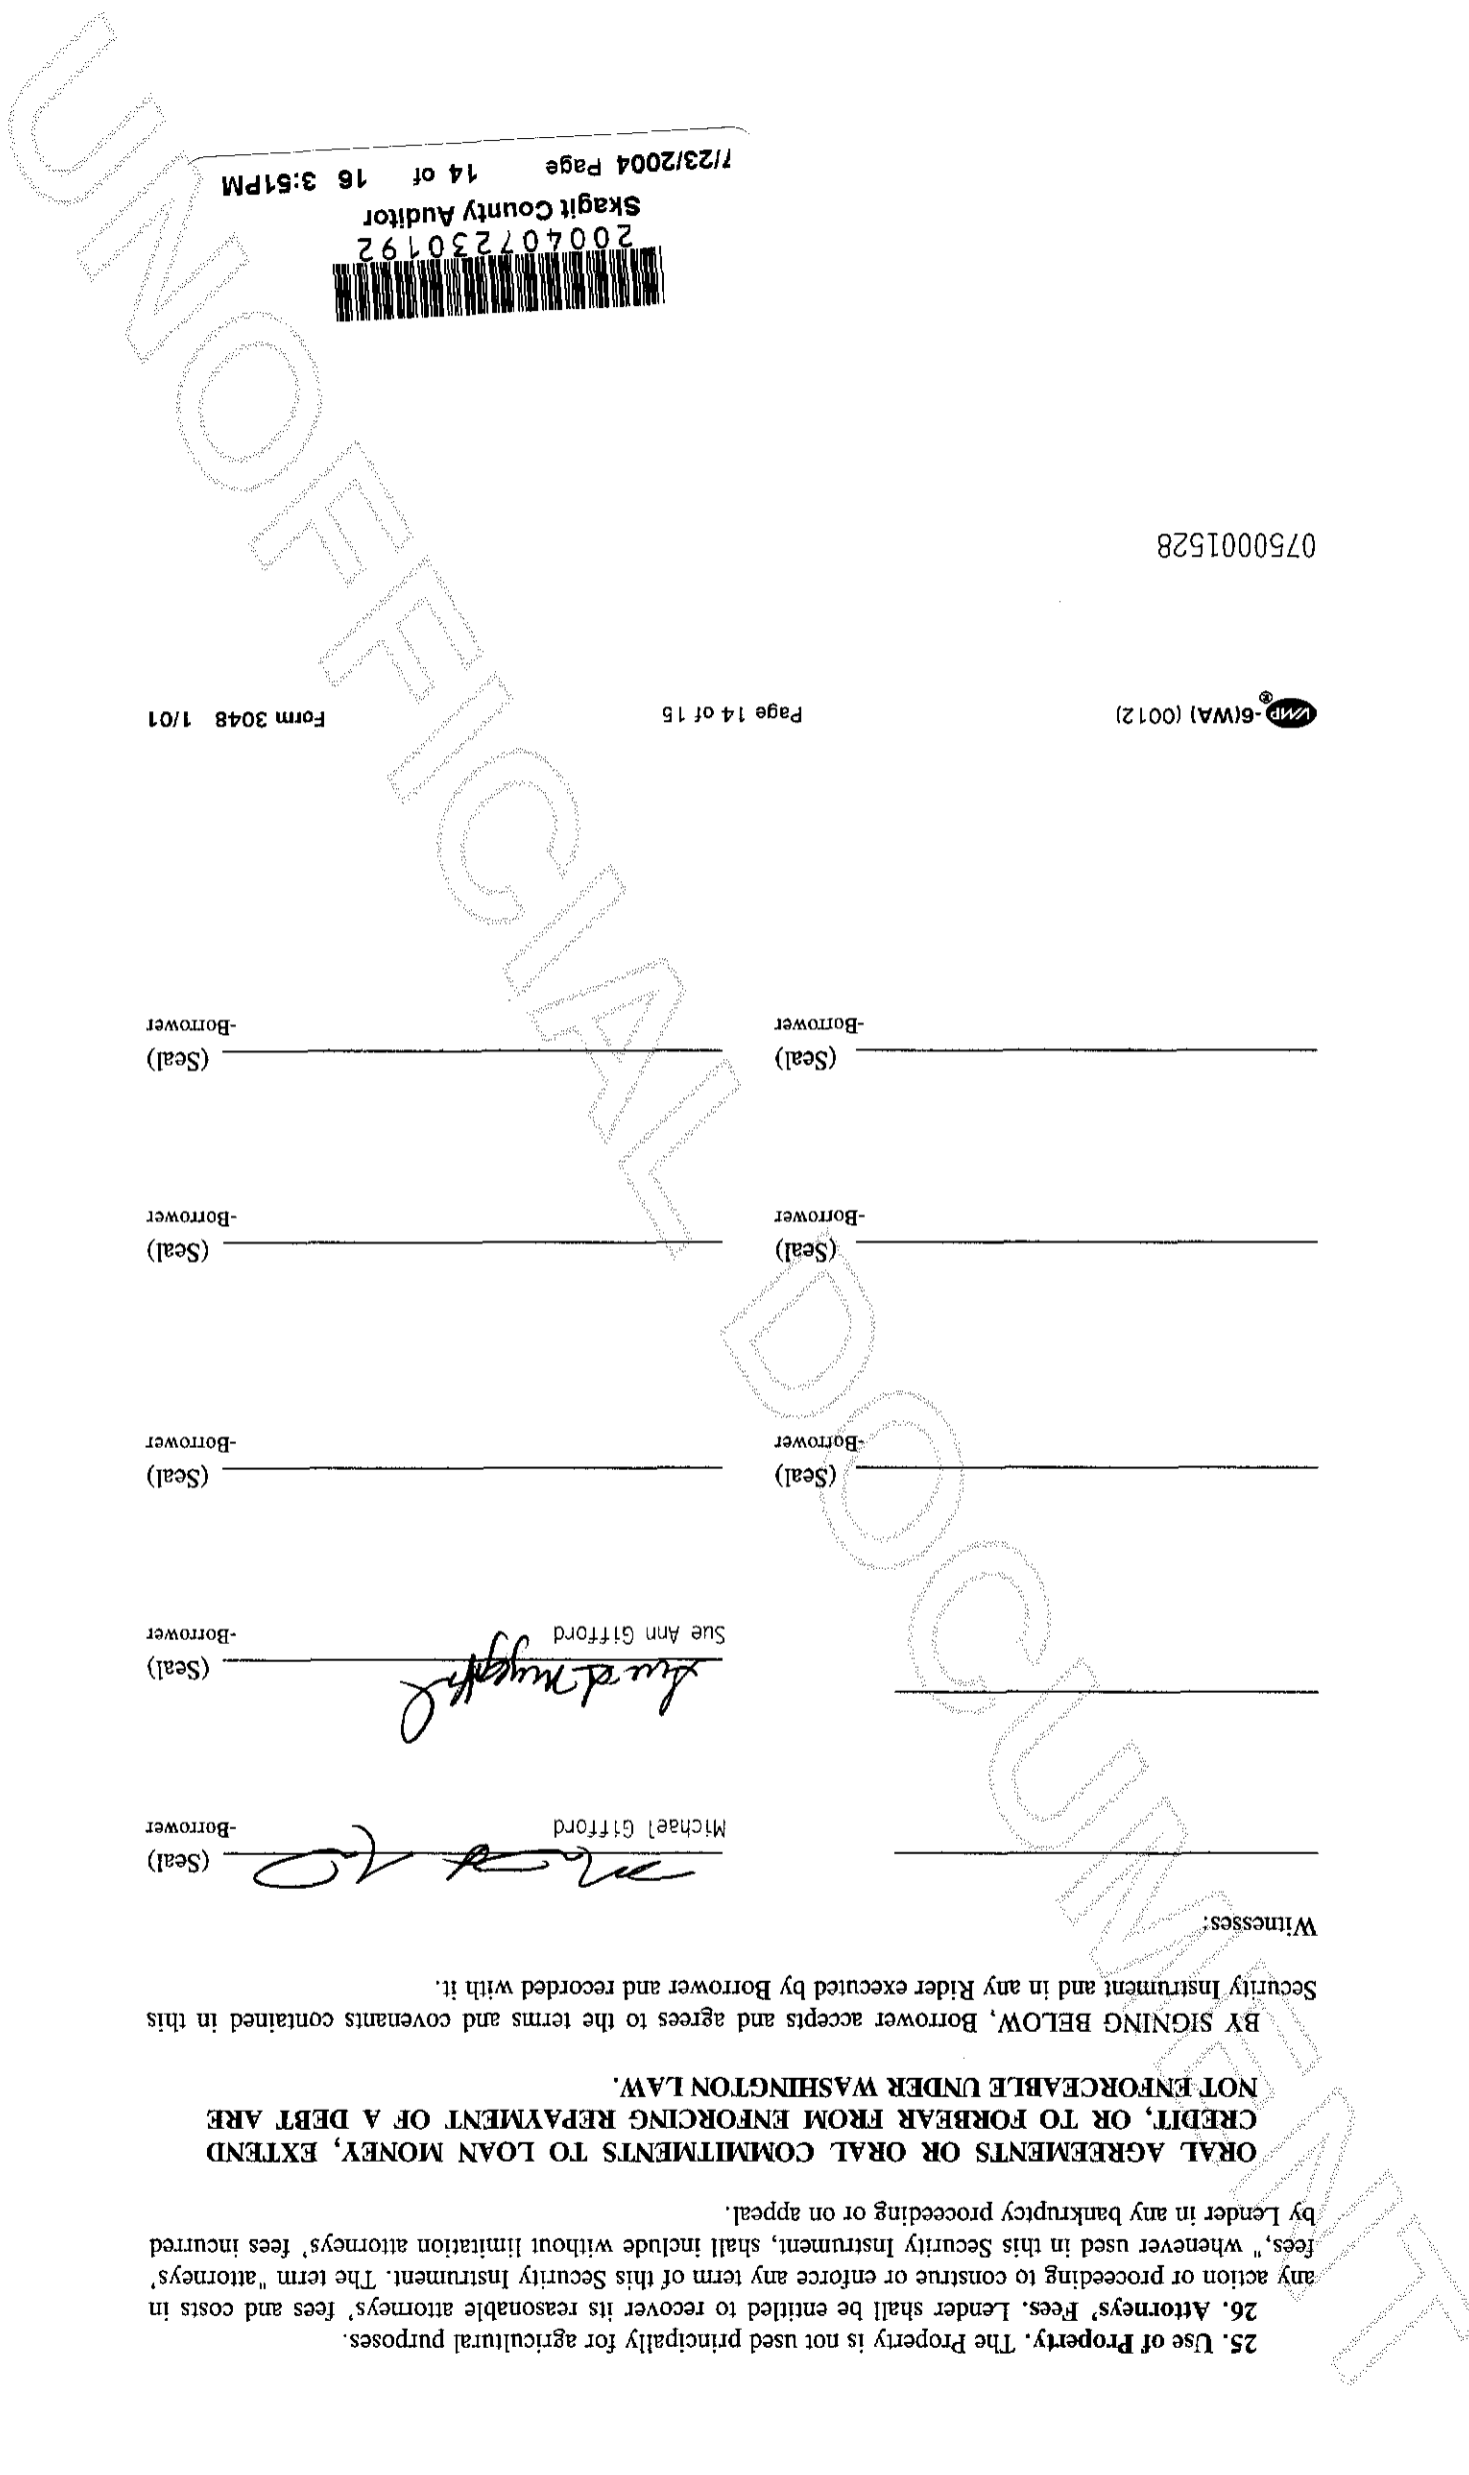 25. Use of Property. The Property is not used principally for agricultural purposes.
26. Attorneys' Fees. Lender shall be entitled to recover its reasonable attorneys' fees and costs in
any action or proceeding to construe or enforce any term of this Security Instrument. The term "attorneys'
fees," whenever used in this Security Instrument, shall include without limitation attorneys' fees incurred
by Lender in any bankruptcy proceeding or on appeal.
ORAL AGREEMENTS OR ORAL COMMITMENTS TO LOAN MONEY, EXTEND
CREDIT, OR TO FORBEAR FROM ENFORCING REPAYMENT OF A DEBT ARE
NOT ENFORCEABLE UNDER WASHINGTON LAW.
BY SIGNING BELOW, Borrower accepts and agrees to the terms and covenants contained in this
Security Instrument and in any Rider executed by Borrower and recorded with it.
Witnesses:
(Seal)
Michael Gifford -Borrower
(Seal)
Sue Ann Gifford -Borrower
(Seal) (Seal)
-Borrower -Borrower
(Seal) (Seal)
-Borrower -Borrower
(Seal) (Seal)
-Borrower -Borrower
VMP®-6(WA) (0012) Page 14 of 15 Form 3048 1/01
0750001528
200407230192
Skagit County Auditor
7/23/2004 Page 14 of 16 3:51PM
UNOFFICIAL DOCUMENT